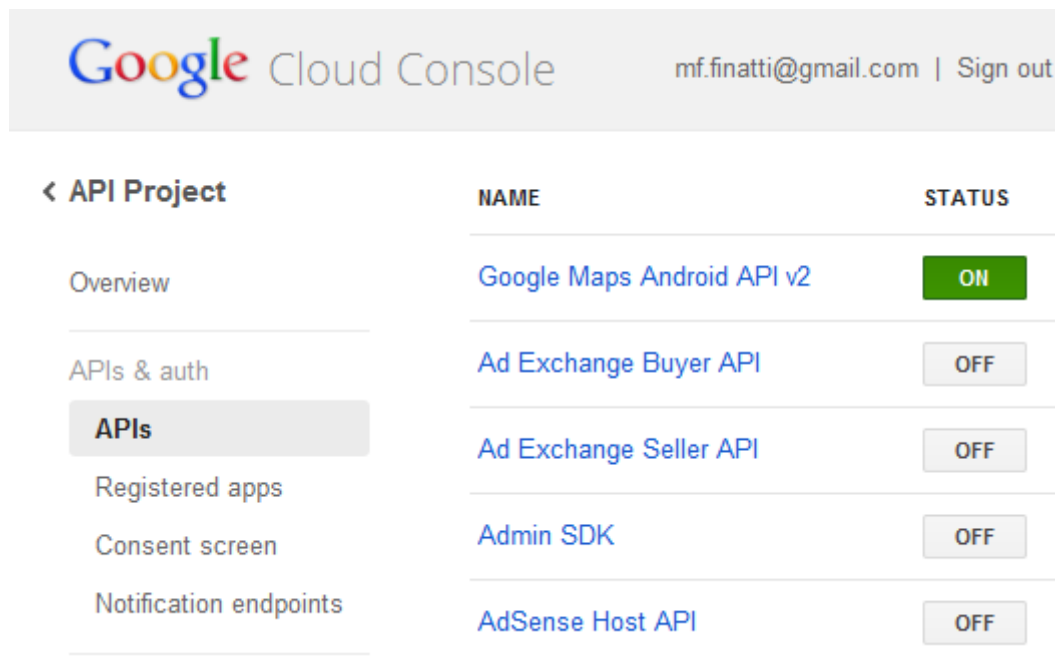 Google Cloud Console
mf.finatti@gmail.com | Sign out
< API Project
Overview
APIs & auth
APIs
Registered apps
Consent screen
Notification endpoints
NAME STATUS
Google Maps Android API v2 ON
Ad Exchange Buyer API OFF
Ad Exchange Seller API OFF
Admin SDK OFF
AdSense Host API OFF